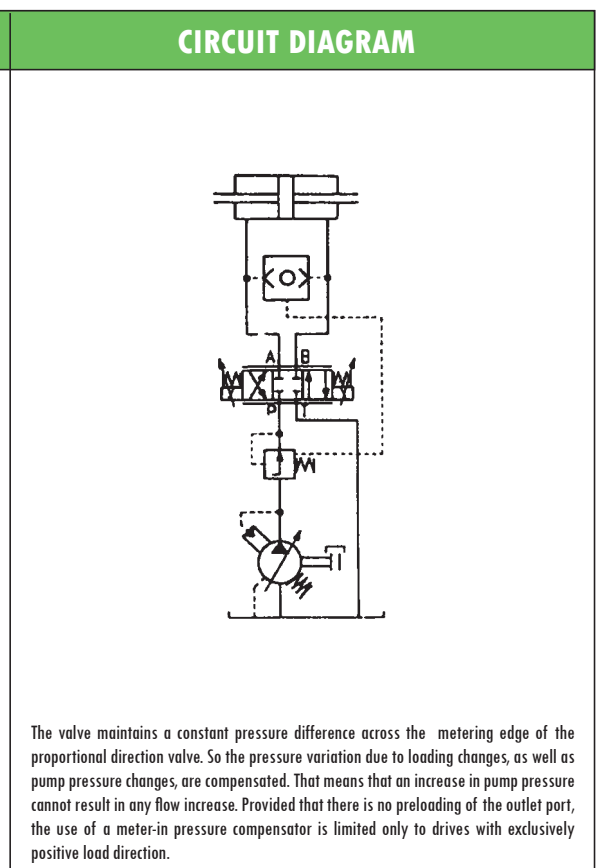 CIRCUIT DIAGRAM
A B
P T
The valve maintains a constant pressure difference across the metering edge of the
proportional direction valve. So the pressure variation due to loading changes, as well as
pump pressure changes, are compensated. That means that an increase in pump pressure
cannot result in any flow increase. Provided that there is no preloading of the outlet port,
the use of a meter-in pressure compensator is limited only to drives with exclusively
positive load direction.